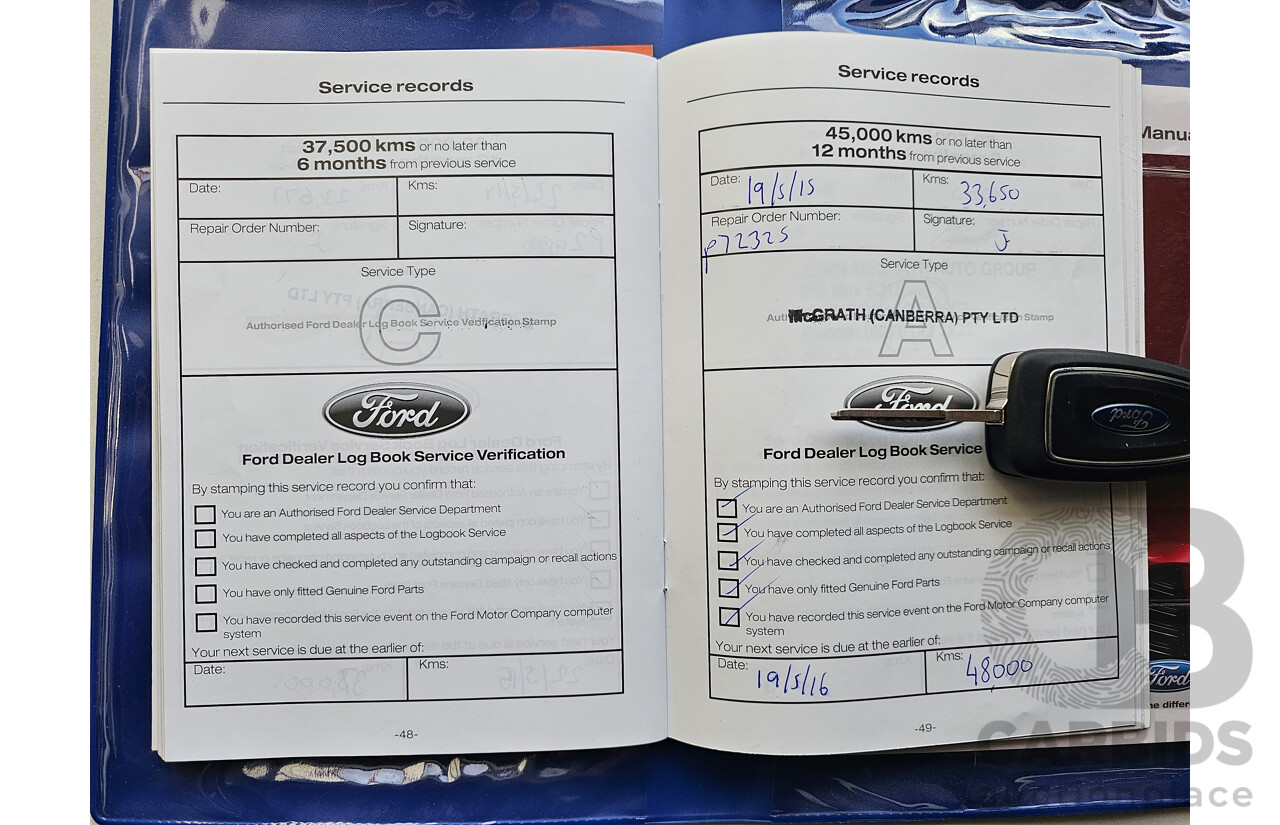 Service records
37,500 kms or no later than
6 months from previous service
Date:
Kms:
Repair Order Number:
Signature:
Service Type
C
Authorised Ford Dealer Log Book Service Verification Stamp
Ford
Ford Dealer Log Book Service Verification
By stamping this service record you confirm that:
You are an Authorised Ford Dealer Service Department
You have completed all aspects of the Logbook Service
You have checked and completed any outstanding campaign or recall actions
You have only fitted Genuine Ford Parts
You have recorded this service event on the Ford Motor Company computer
system
Your next service is due at the earlier of:
Date:
Kms:
-48-
Service records
45,000 kms or no later than
12 months from previous service
Date: 19/5/15
Kms: 33,650
Repair Order Number:
P72325
Signature:
J
Service Type
A
McGRATH (CANBERRA) PTY LTD
Stamp
Ford
Ford Dealer Log Book Service
By stamping this service record you confirm that:
You are an Authorised Ford Dealer Service Department
You have completed all aspects of the Logbook Service
You have checked and completed any outstanding campaign or recall actions
You have only fitted Genuine Ford Parts
You have recorded this service event on the Ford Motor Company computer
system
Your next service is due at the earlier of:
Date: 19/5/16
Kms: 48,000
-49-
Ford
Ford
CARBIDS